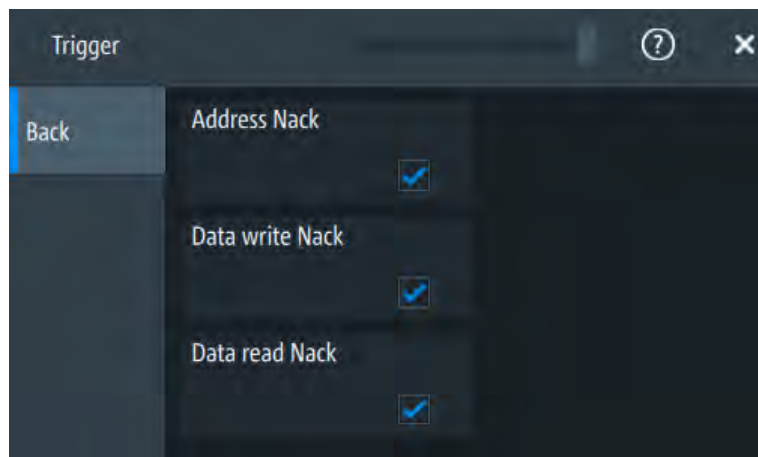 Trigger
Back
Address Nack
Data write Nack
Data read Nack